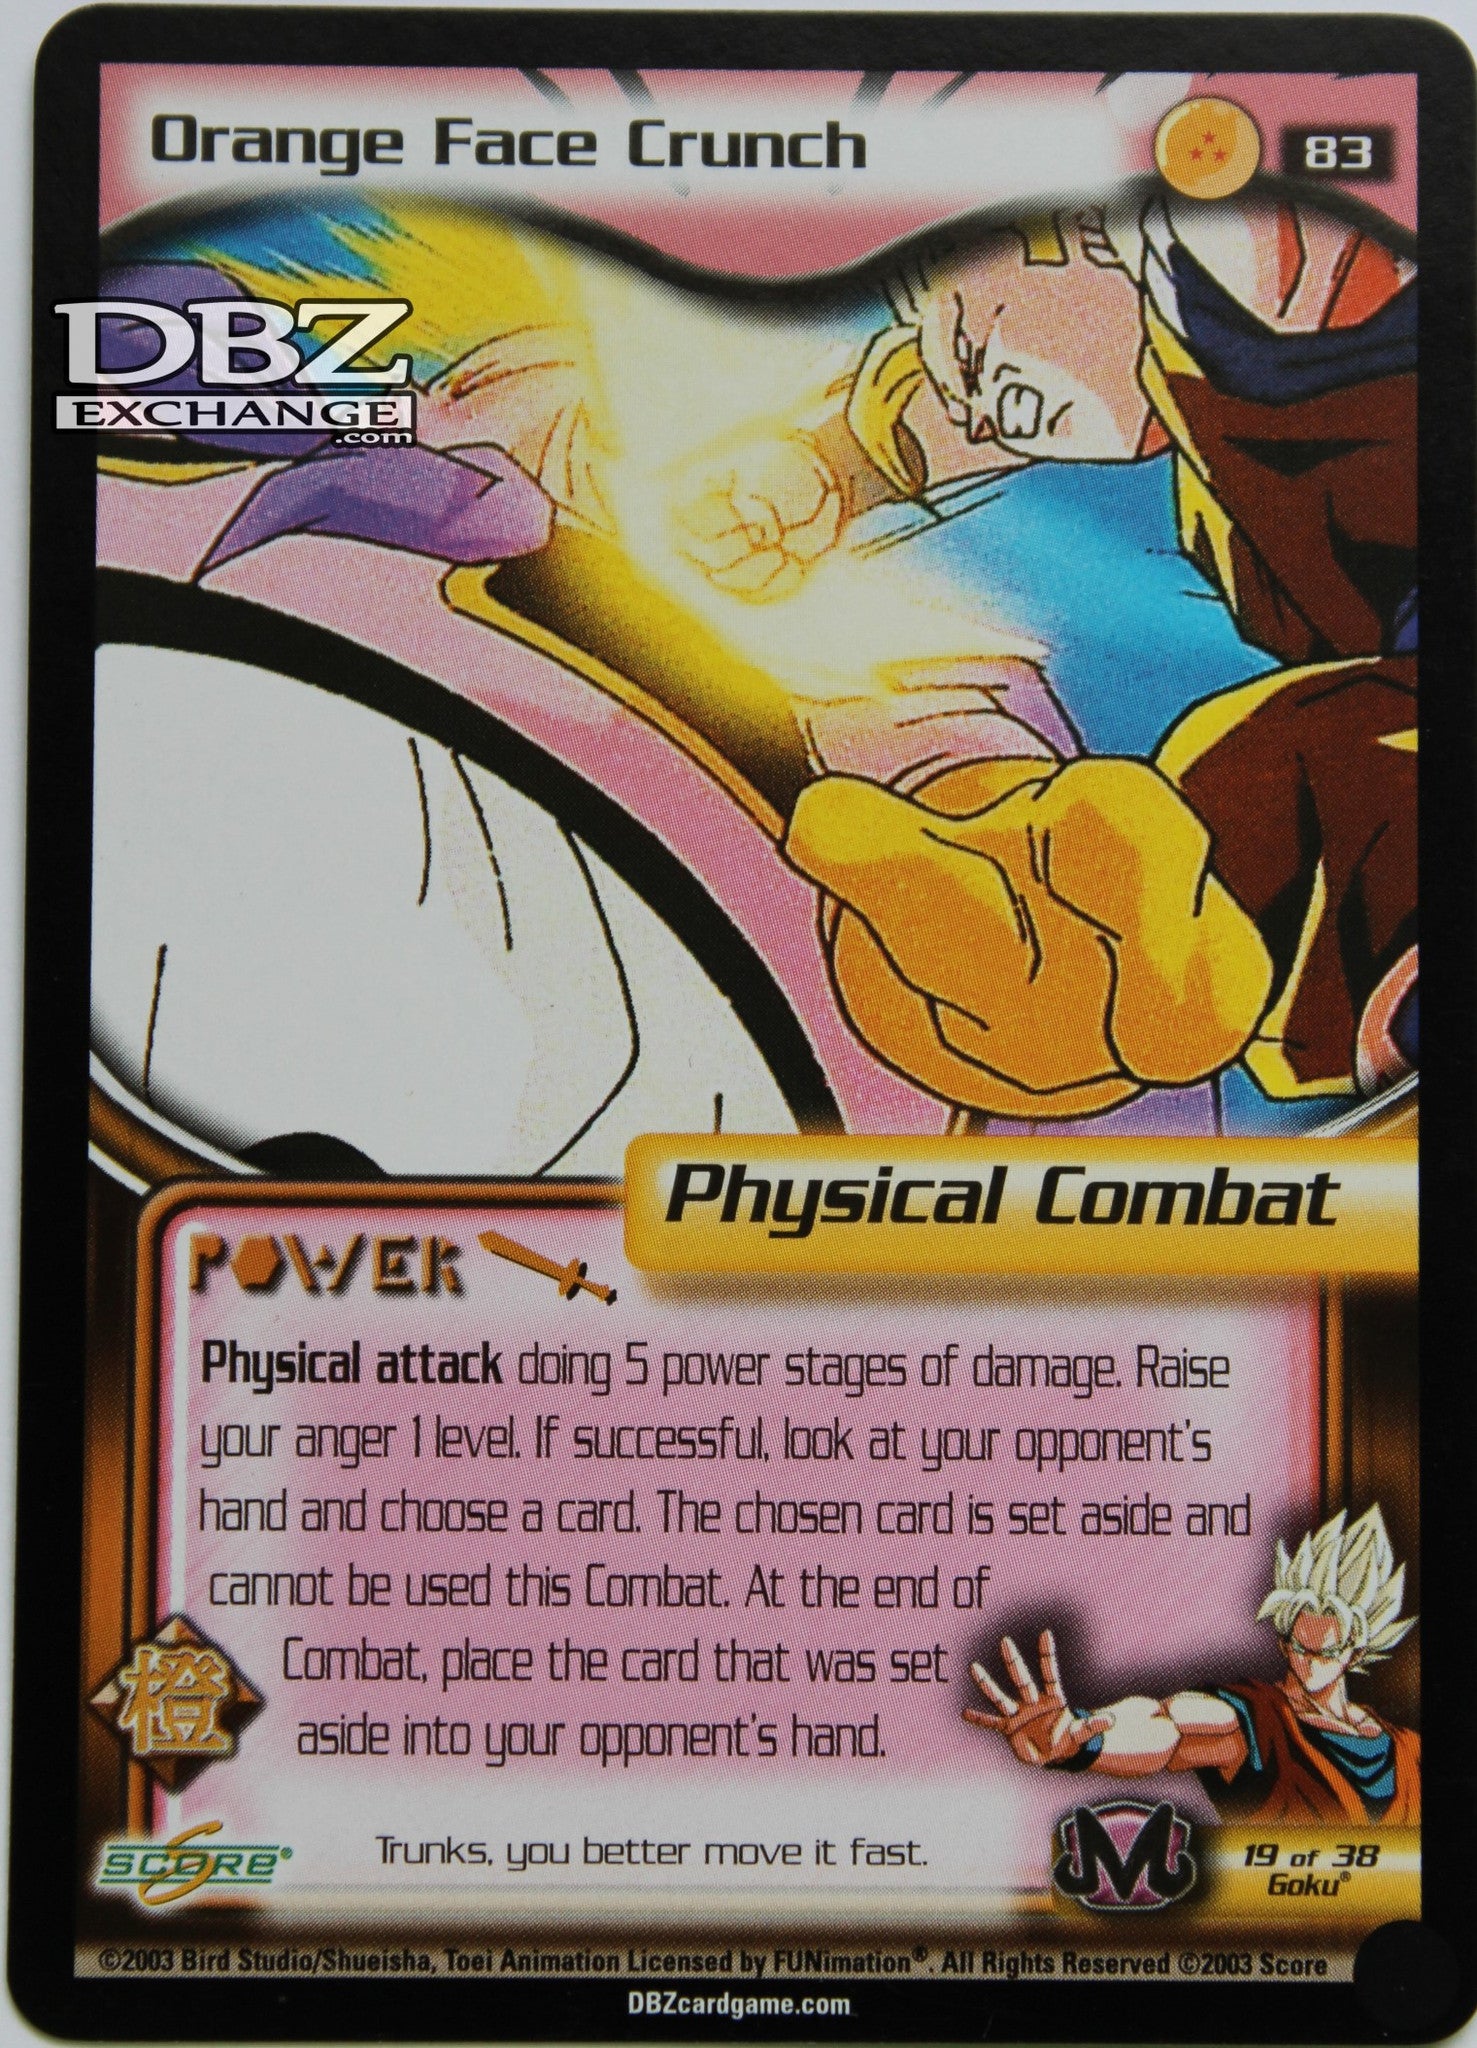 Orange Face Crunch
83
DBZ
EXCHANGE
.com
Physical Combat
POWER
Physical attack doing 5 power stages of damage. Raise
your anger 1 level. If successful, look at your opponent's
hand and choose a card. The chosen card is set aside and
cannot be used this Combat. At the end of
Combat, place the card that was set
aside into your opponent's hand.
橙
SCORE®
Trunks, you better move it fast.
M
19 of 38
Goku®
©2003 Bird Studio/Shueisha, Toei Animation Licensed by FUNimation®. All Rights Reserved ©2003 Score
DBZcardgame.com